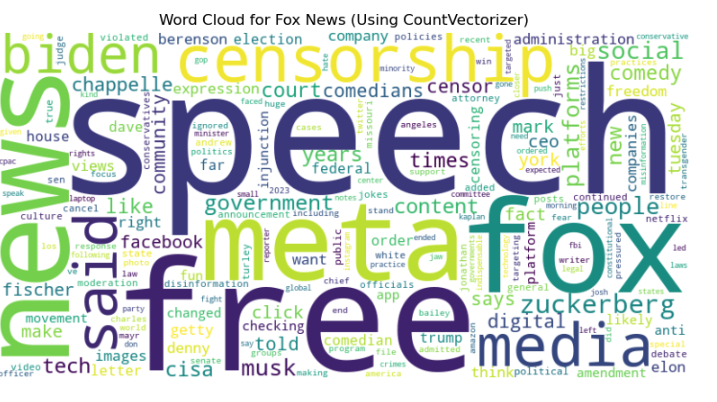 Word Cloud for Fox News (Using CountVectorizer)
going
violated
berenson
election
company
policies
recent
conservative
judge
biden
censorship
administration
gop
hate
minority
targeted
win
big
social
practices
kind
chappelle
expression
court
comedians
censor
attorney
closer
just
push
platforms
restrictions
comedy
true
news
speech
given
dave
community
conservatives
ignored
faced
huge
cases
twitter
missouri
angeles
need
gone
mark
freedom
house
minister
andrew
injunction
years
censoring
ordered
ceo
efforts
new
companies
misinformation
tuesday
transgender
cpac
rights
views
politics
far
federal
times
support
expected
york
sen
focus
center
speak
laptop
small
2023
notes
jokes
committee
added
posts
morning
continued
restore
line
cancel
like
government
content
fact
people
culture
announcement
including
stand
kaplan
fear
netflix
los
response
right
meta
fox
free
said
following
state
facebook
reporter
want
public
order
ended
platform
fbi
constitutional
pressured
led
ve
photo
law
white
practice
jaw
jonathan
governments
indispensable
targeting
writer
legal
laws
fischer
moderation
disinformation
fun
turley
officials
says
general
josh
states
movement
party
changed
fight
global
chief
app
zuckerberg
make
charles
world
getty
click
checking
end
bailey
trump
digital
likely
anti
mayr
don
denny
say
told
comedian
admitted
amazon
left
did
special
images
senate
groups
program
file
media
debate
tech
cisa
musk
crimes
elon
video
officer
letter
making
america
think
political
amendment